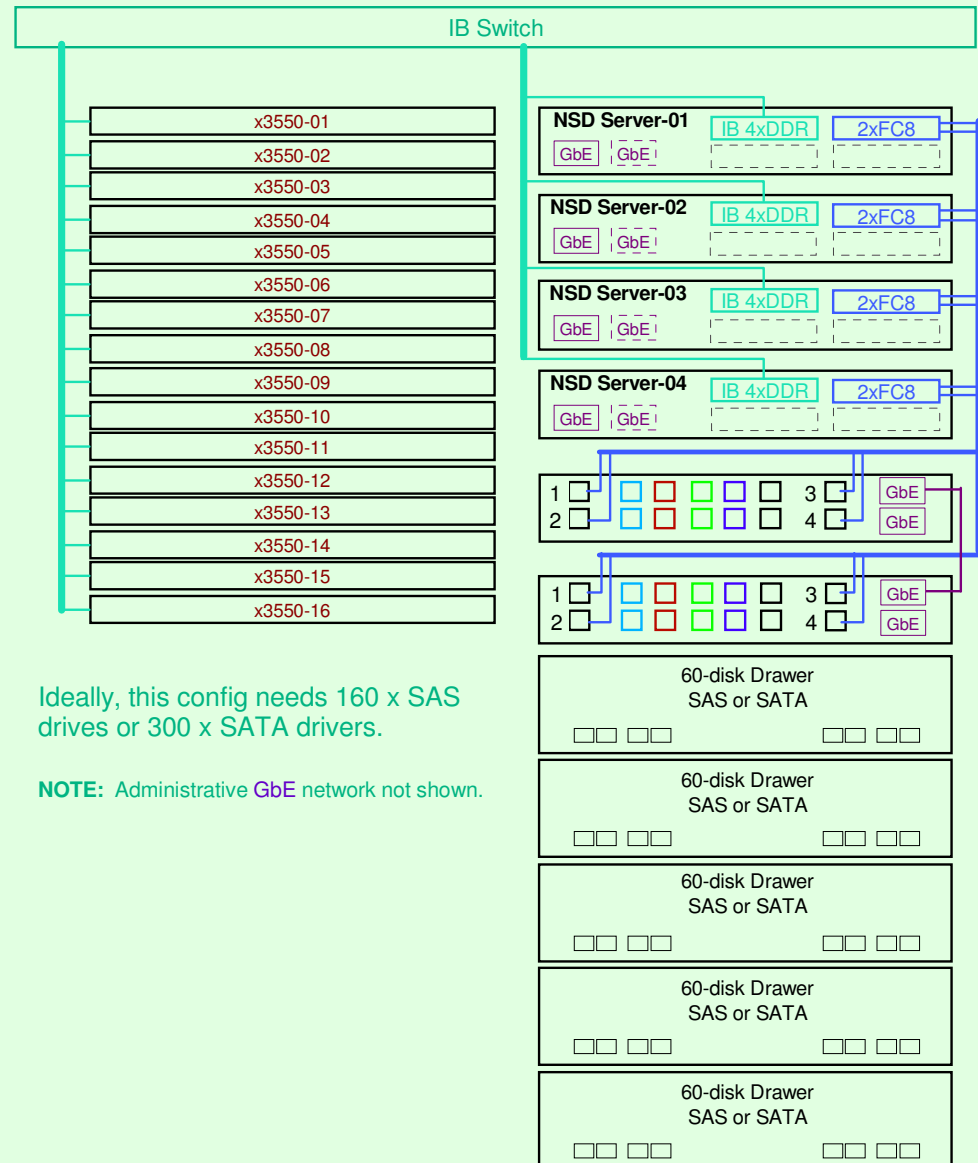 IB Switch
x3550-01
x3550-02
x3550-03
x3550-04
x3550-05
x3550-06
x3550-07
x3550-08
x3550-09
x3550-10
x3550-11
x3550-12
x3550-13
x3550-14
x3550-15
x3550-16
Ideally, this config needs 160 x SAS
drives or 300 x SATA drivers.
NOTE: Administrative GbE network not shown.
NSD Server-01
IB 4xDDR
2xFC8
GbE
GbE
NSD Server-02
IB 4xDDR
2xFC8
GbE
GbE
NSD Server-03
IB 4xDDR
2xFC8
GbE
GbE
NSD Server-04
IB 4xDDR
2xFC8
GbE
GbE
1
3
GbE
2
4
GbE
1
3
GbE
2
4
GbE
60-disk Drawer
SAS or SATA
60-disk Drawer
SAS or SATA
60-disk Drawer
SAS or SATA
60-disk Drawer
SAS or SATA
60-disk Drawer
SAS or SATA